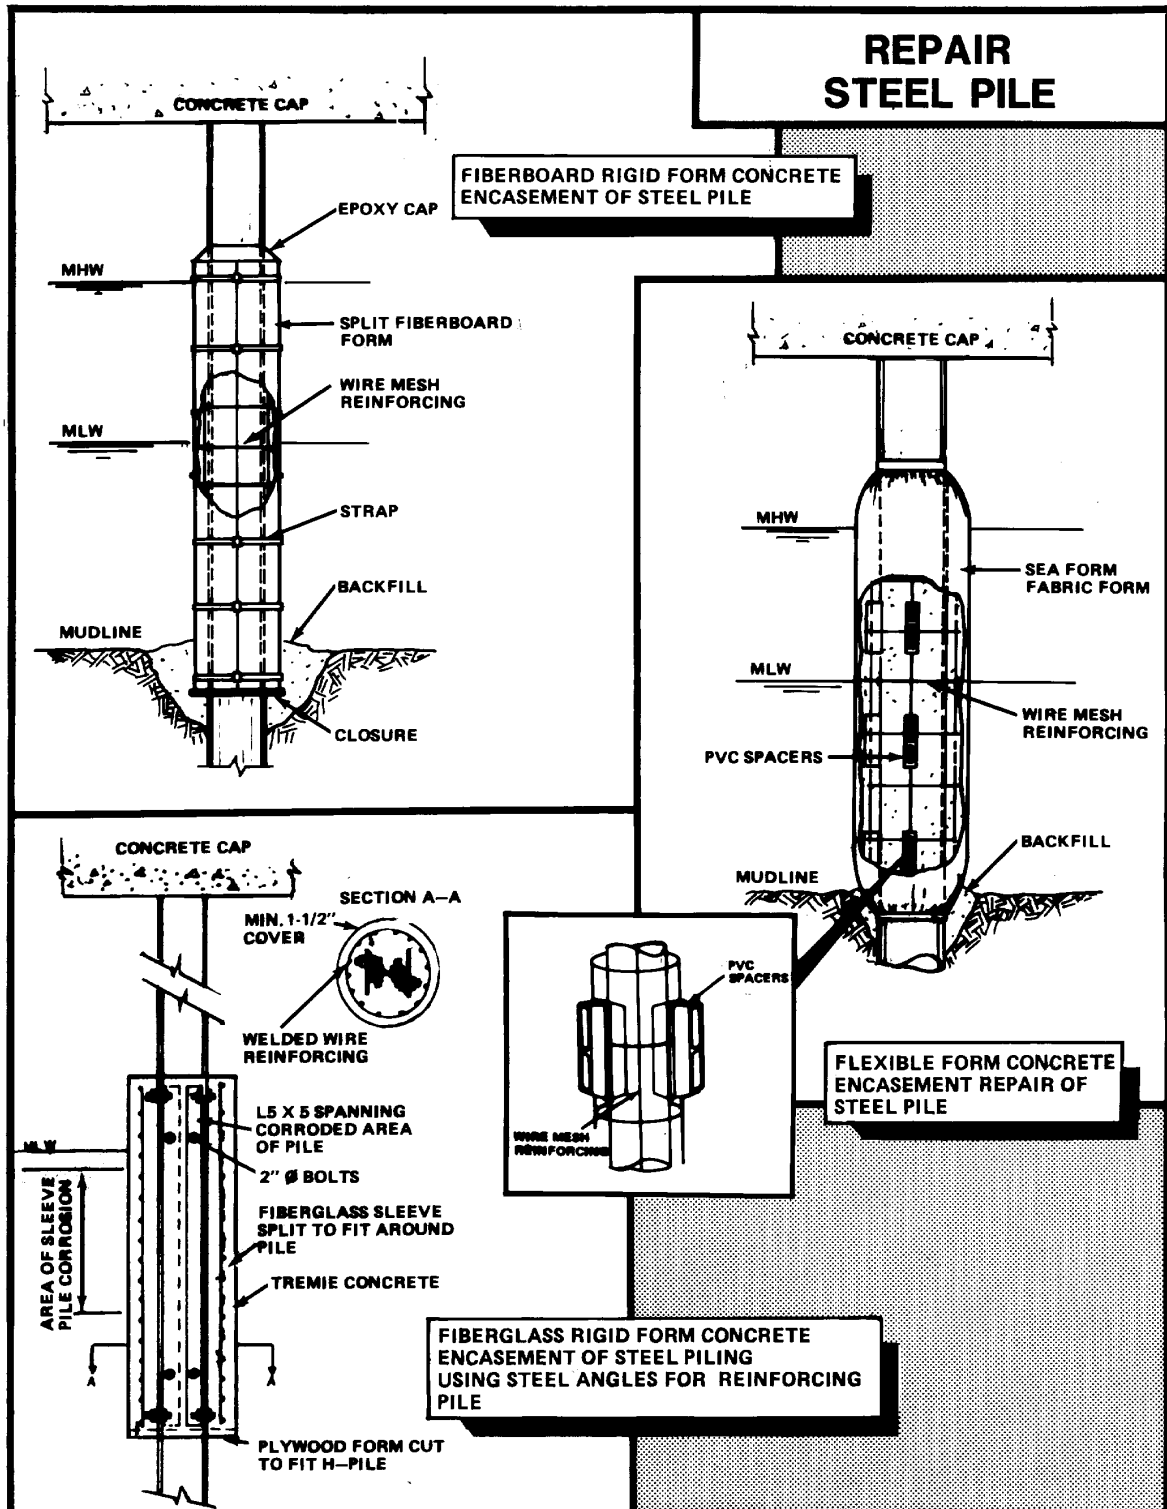 REPAIR
STEEL PILE
CONCRETE CAP
FIBERBOARD RIGID FORM CONCRETE
ENCASEMENT OF STEEL PILE
EPOXY CAP
MHW
SPLIT FIBERBOARD
FORM
WIRE MESH
REINFORCING
MLW
STRAP
BACKFILL
MUDLINE
CLOSURE
CONCRETE CAP
MHW
SEA FORM
FABRIC FORM
MLW
WIRE MESH
REINFORCING
PVC SPACERS
BACKFILL
MUDLINE
PVC
SPACERS
WIRE MESH
REINFORCING
FLEXIBLE FORM CONCRETE
ENCASEMENT REPAIR OF
STEEL PILE
CONCRETE CAP
SECTION A-A
MIN. 1-1/2"
COVER
WELDED WIRE
REINFORCING
L5 X 5 SPANNING
CORRODED AREA
OF PILE
MLW
2" Ø BOLTS
FIBERGLASS SLEEVE
SPLIT TO FIT AROUND
PILE
AREA OF SLEEVE
PILE CORROSION
TREMIE CONCRETE
A
A
FIBERGLASS RIGID FORM CONCRETE
ENCASEMENT OF STEEL PILING
USING STEEL ANGLES FOR REINFORCING
PILE
PLYWOOD FORM CUT
TO FIT H-PILE